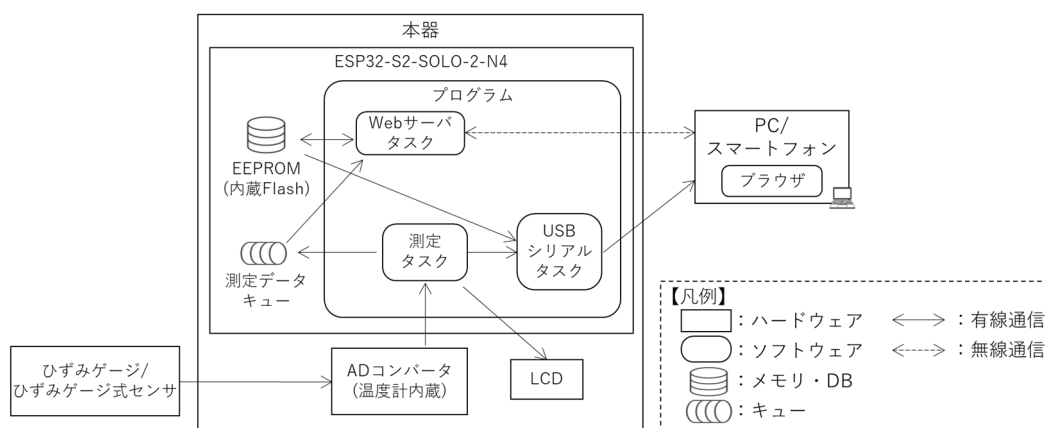 本器
ESP32-S2-SOLO-2-N4
プログラム
Webサーバ
タスク
EEPROM
(内蔵Flash)
測定
タスク
USB
シリアル
タスク
測定データ
キュー
PC/
スマートフォン
ブラウザ
ひずみゲージ/
ひずみゲージ式センサ
ADコンバータ
(温度計内蔵)
LCD
【凡例】
：ハードウェア
：有線通信
：ソフトウェア
：無線通信
：メモリ・DB
：キュー